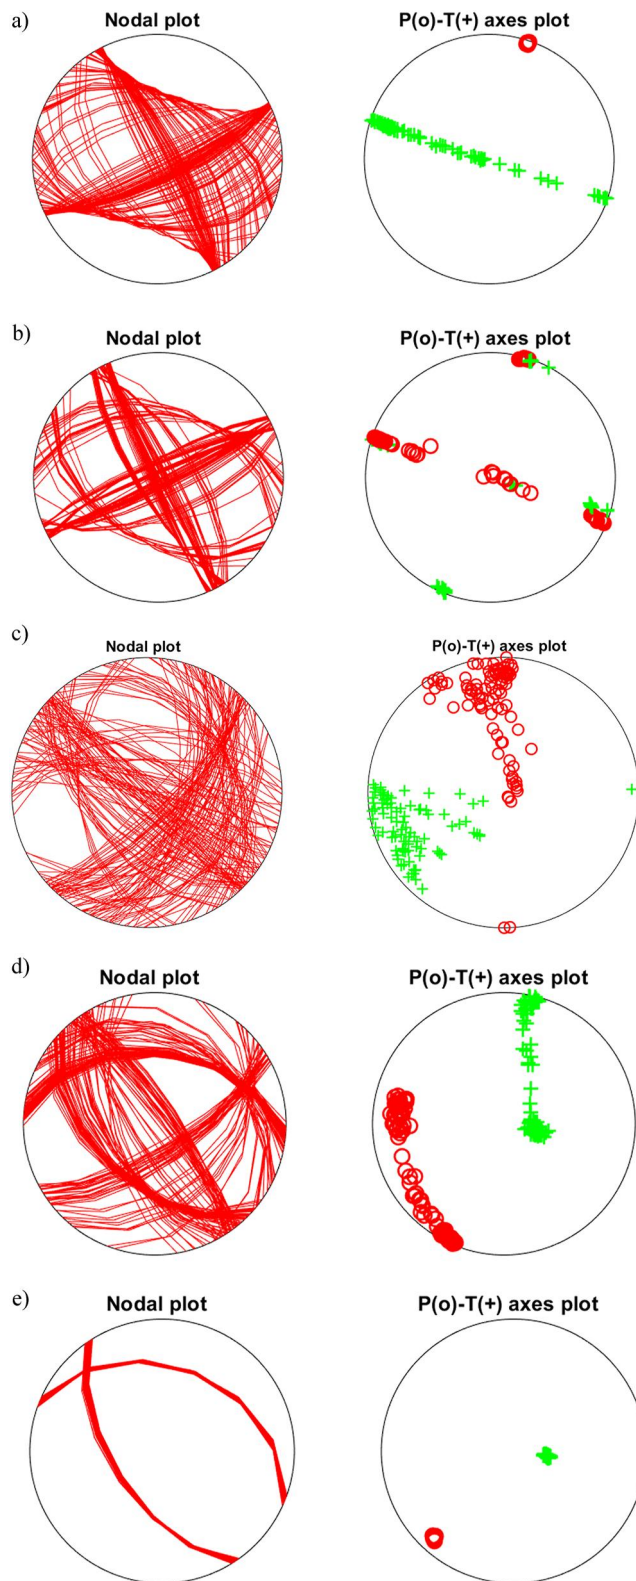 a)
Nodal plot
P(o)-T(+) axes plot
b)
Nodal plot
P(o)-T(+) axes plot
c)
Nodal plot
P(o)-T(+) axes plot
d)
Nodal plot
P(o)-T(+) axes plot
e)
Nodal plot
P(o)-T(+) axes plot